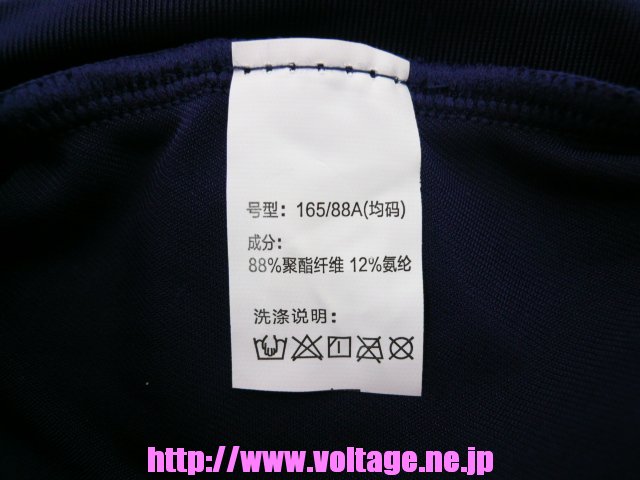 号型：165/88A(均码)
成分：
88%聚酯纤维 12%氨纶
洗涤说明：
http://www.voltage.ne.jp